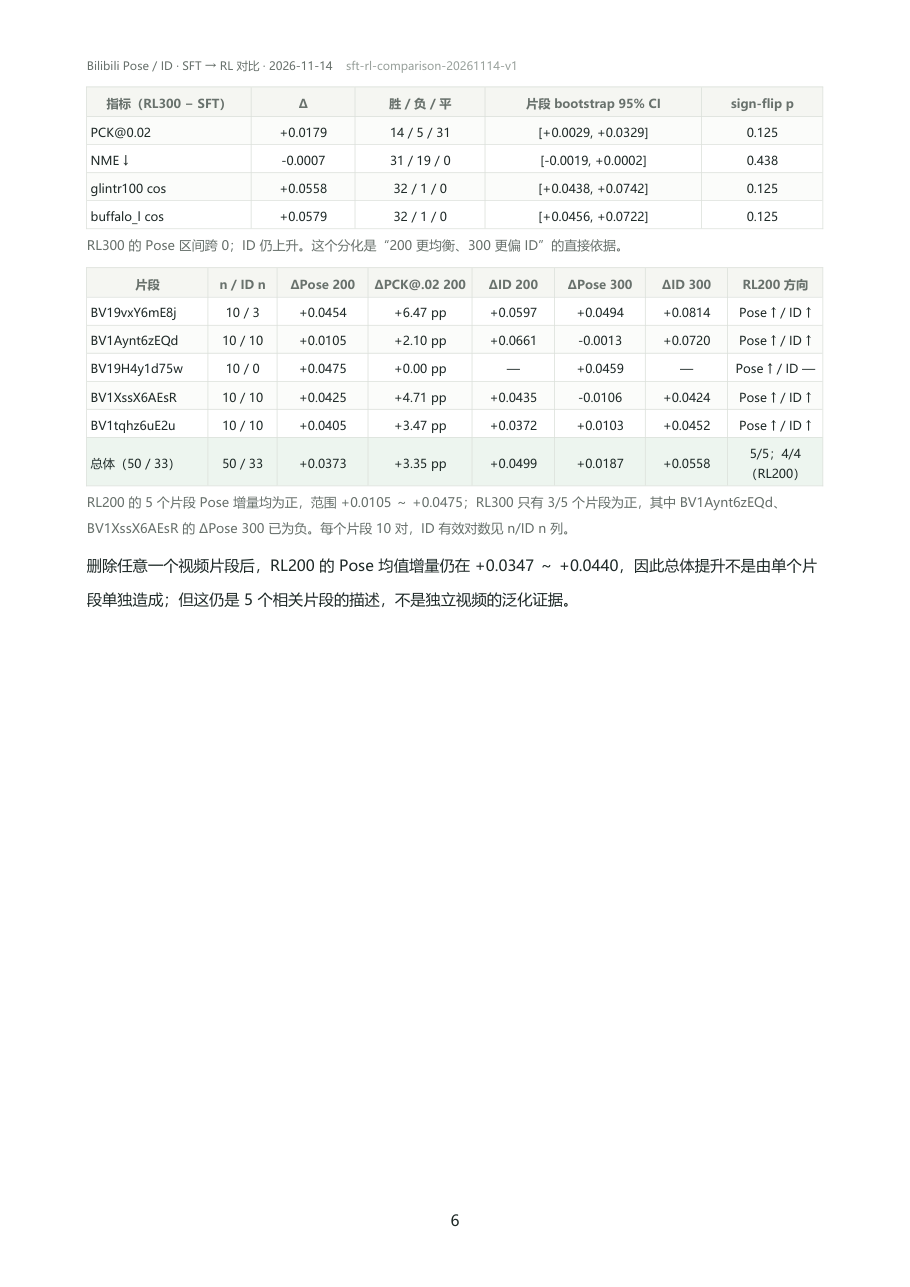 Bilibili Pose / ID · SFT → RL 对比 · 2026-11-14 sft-rl-comparison-20261114-v1
指标（RL300 − SFT） Δ 胜 / 负 / 平 片段 bootstrap 95% CI sign-flip p
PCK@0.02 +0.0179 14 / 5 / 31 [+0.0029, +0.0329] 0.125
NME ↓ -0.0007 31 / 19 / 0 [-0.0019, +0.0002] 0.438
glintr100 cos +0.0558 32 / 1 / 0 [+0.0438, +0.0742] 0.125
buffalo_l cos +0.0579 32 / 1 / 0 [+0.0456, +0.0722] 0.125
RL300 的 Pose 区间跨 0；ID 仍上升。这个分化是“200 更均衡、300 更偏 ID”的直接依据。
片段 n / ID n ΔPose 200 ΔPCK@.02 200 ΔID 200 ΔPose 300 ΔID 300 RL200 方向
BV19vxY6mE8j 10 / 3 +0.0454 +6.47 pp +0.0597 +0.0494 +0.0814 Pose ↑ / ID ↑
BV1Aynt6zEQd 10 / 10 +0.0105 +2.10 pp +0.0661 -0.0013 +0.0720 Pose ↑ / ID ↑
BV19H4y1d75w 10 / 0 +0.0475 +0.00 pp — +0.0459 — Pose ↑ / ID —
BV1XssX6AEsR 10 / 10 +0.0425 +4.71 pp +0.0435 -0.0106 +0.0424 Pose ↑ / ID ↑
BV1tqhz6uE2u 10 / 10 +0.0405 +3.47 pp +0.0372 +0.0103 +0.0452 Pose ↑ / ID ↑
总体（50 / 33） 50 / 33 +0.0373 +3.35 pp +0.0499 +0.0187 +0.0558 5/5；4/4
（RL200）
RL200 的 5 个片段 Pose 增量均为正，范围 +0.0105 ~ +0.0475；RL300 只有 3/5 个片段为正，其中 BV1Aynt6zEQd、
BV1XssX6AEsR 的 ΔPose 300 已为负。每个片段 10 对，ID 有效对数见 n/ID n 列。
删除任意一个视频片段后，RL200 的 Pose 均值增量仍在 +0.0347 ~ +0.0440，因此总体提升不是由单个片
段单独造成；但这仍是 5 个相关片段的描述，不是独立视频的泛化证据。
6